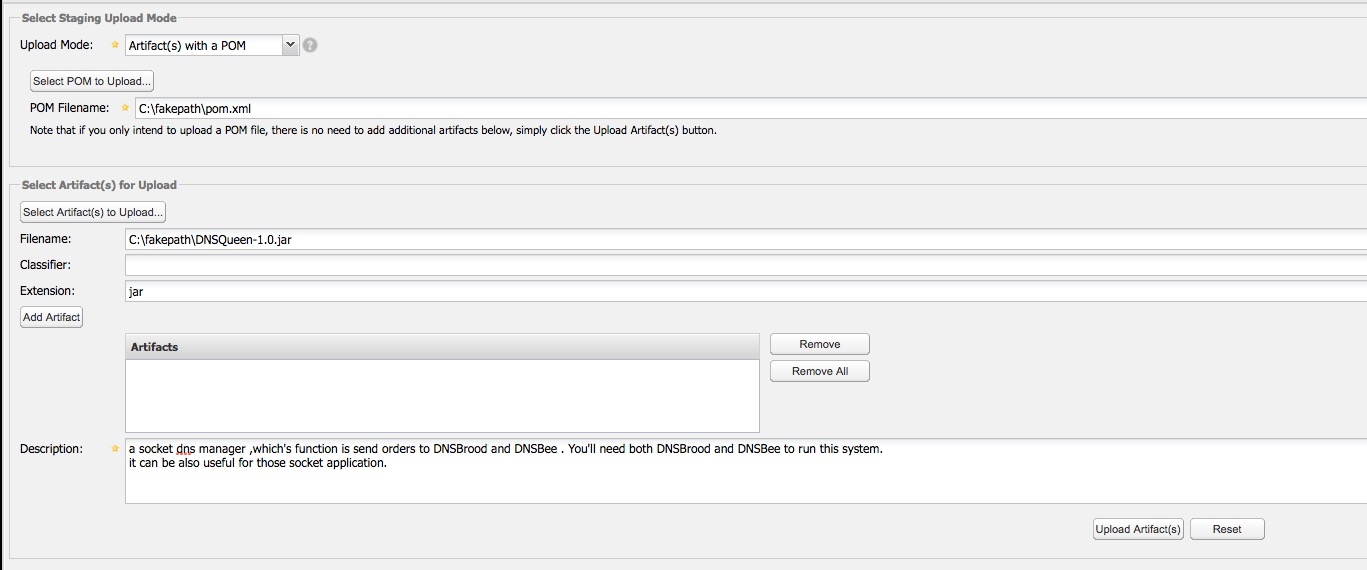 Select Staging Upload Mode
Upload Mode: Artifact(s) with a POM ?
Select POM to Upload...
POM Filename: C:\fakepath\pom.xml
Note that if you only intend to upload a POM file, there is no need to add additional artifacts below, simply click the Upload Artifact(s) button.
Select Artifact(s) for Upload
Select Artifact(s) to Upload...
Filename: C:\fakepath\DNSQueen-1.0.jar
Classifier:
Extension: jar
Add Artifact
Artifacts
Remove
Remove All
Description: a socket dns manager ,which's function is send orders to DNSBrood and DNSBee . You'll need both DNSBrood and DNSBee to run this system.
it can be also useful for those socket application.
Upload Artifact(s) Reset